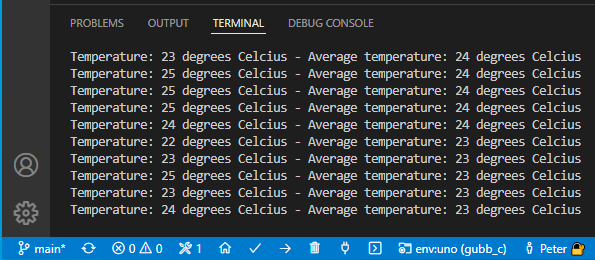 PROBLEMS OUTPUT TERMINAL DEBUG CONSOLE
Temperature: 23 degrees Celcius - Average temperature: 24 degrees Celcius
Temperature: 25 degrees Celcius - Average temperature: 24 degrees Celcius
Temperature: 25 degrees Celcius - Average temperature: 24 degrees Celcius
Temperature: 25 degrees Celcius - Average temperature: 24 degrees Celcius
Temperature: 24 degrees Celcius - Average temperature: 24 degrees Celcius
Temperature: 22 degrees Celcius - Average temperature: 23 degrees Celcius
Temperature: 23 degrees Celcius - Average temperature: 23 degrees Celcius
Temperature: 25 degrees Celcius - Average temperature: 23 degrees Celcius
Temperature: 23 degrees Celcius - Average temperature: 23 degrees Celcius
Temperature: 24 degrees Celcius - Average temperature: 23 degrees Celcius
main* 0 0 1 env:uno (gubb_c) Peter